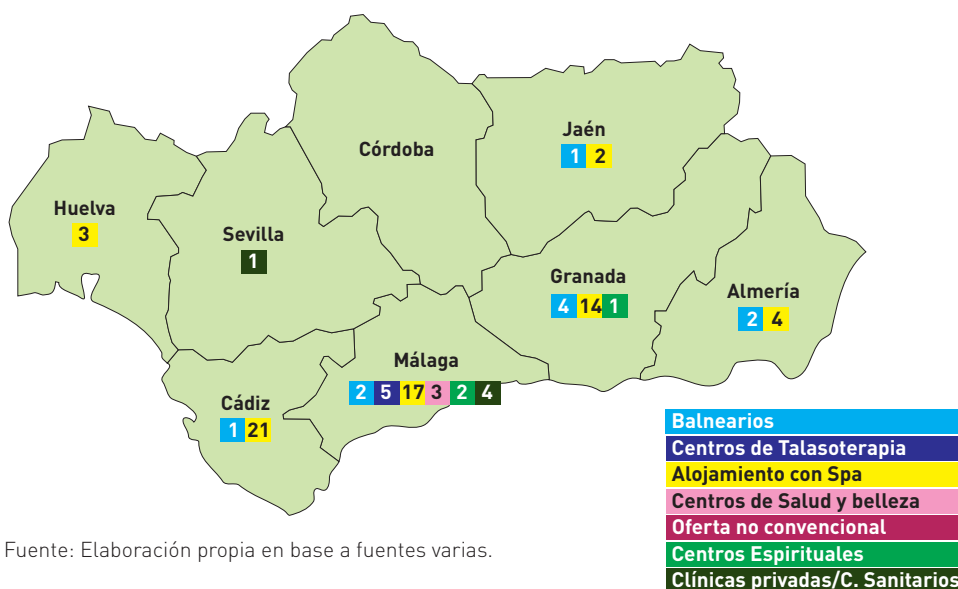 Córdoba
Jaén
1 2
Huelva
3
Sevilla
1
Granada
4 14 1
Almería
2 4
Málaga
2 5 17 3 2 4
Cádiz
1 21
Balnearios
Centros de Talasoterapia
Alojamiento con Spa
Centros de Salud y belleza
Oferta no convencional
Centros Espirituales
Clínicas privadas/C. Sanitarios
Fuente: Elaboración propia en base a fuentes varias.